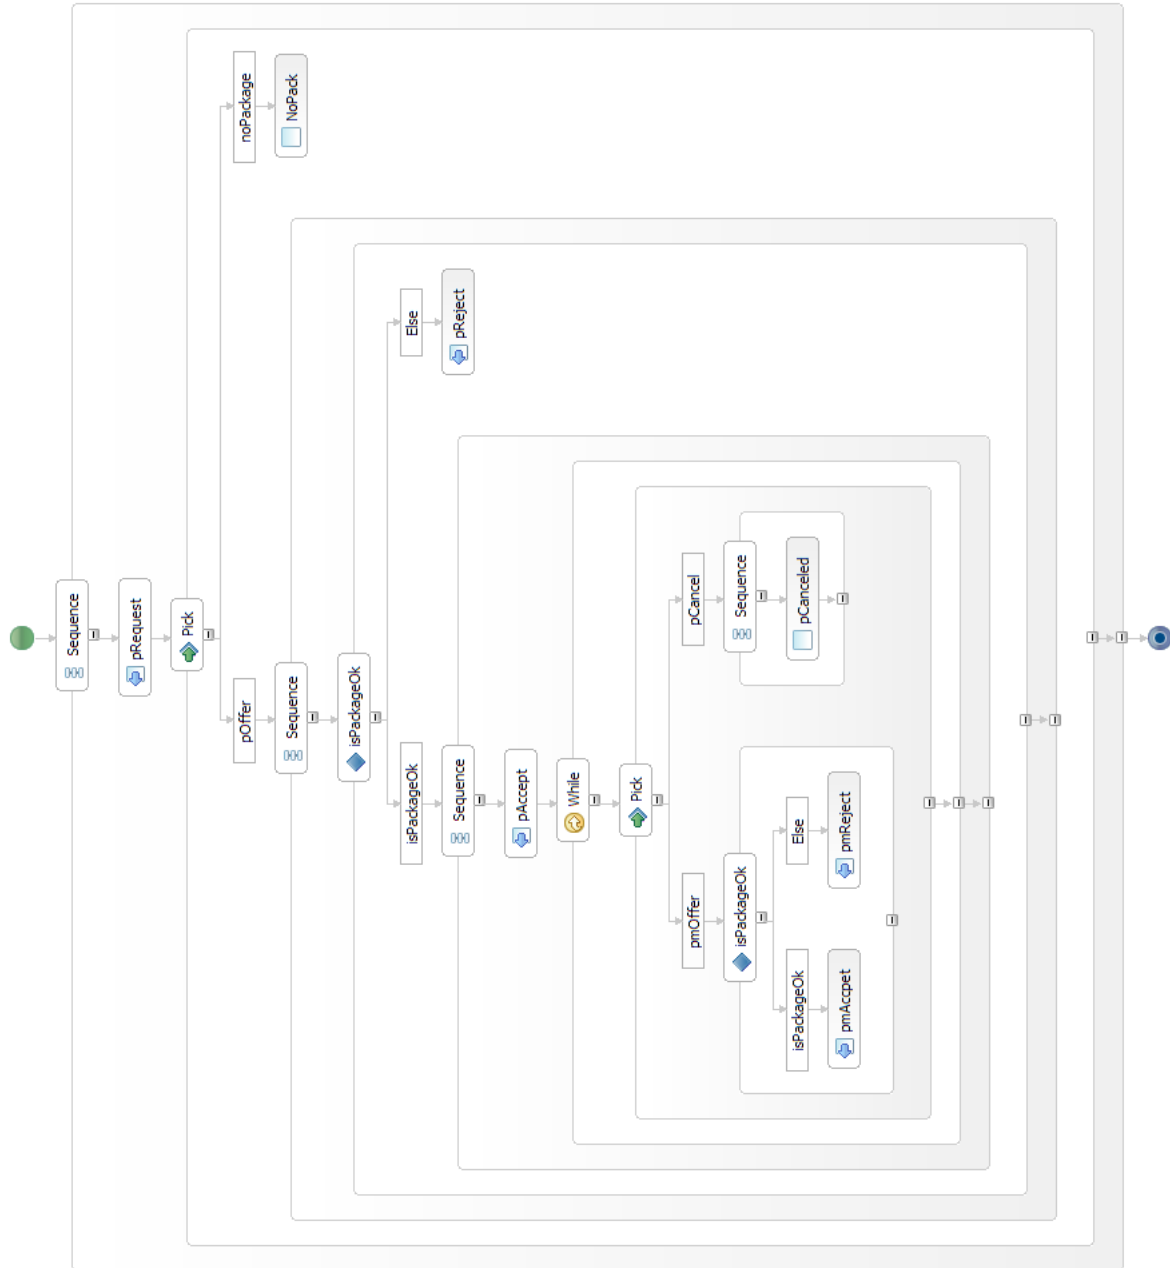 Sequence
pRequest
Pick
pOffer
noPackage
Sequence
NoPack
isPackageOk
isPackageOk
Else
Sequence
pReject
pAccept
While
Pick
pmOffer
pCancel
isPackageOk
Sequence
isPackageOk
Else
pCanceled
pmAccpet
pmReject